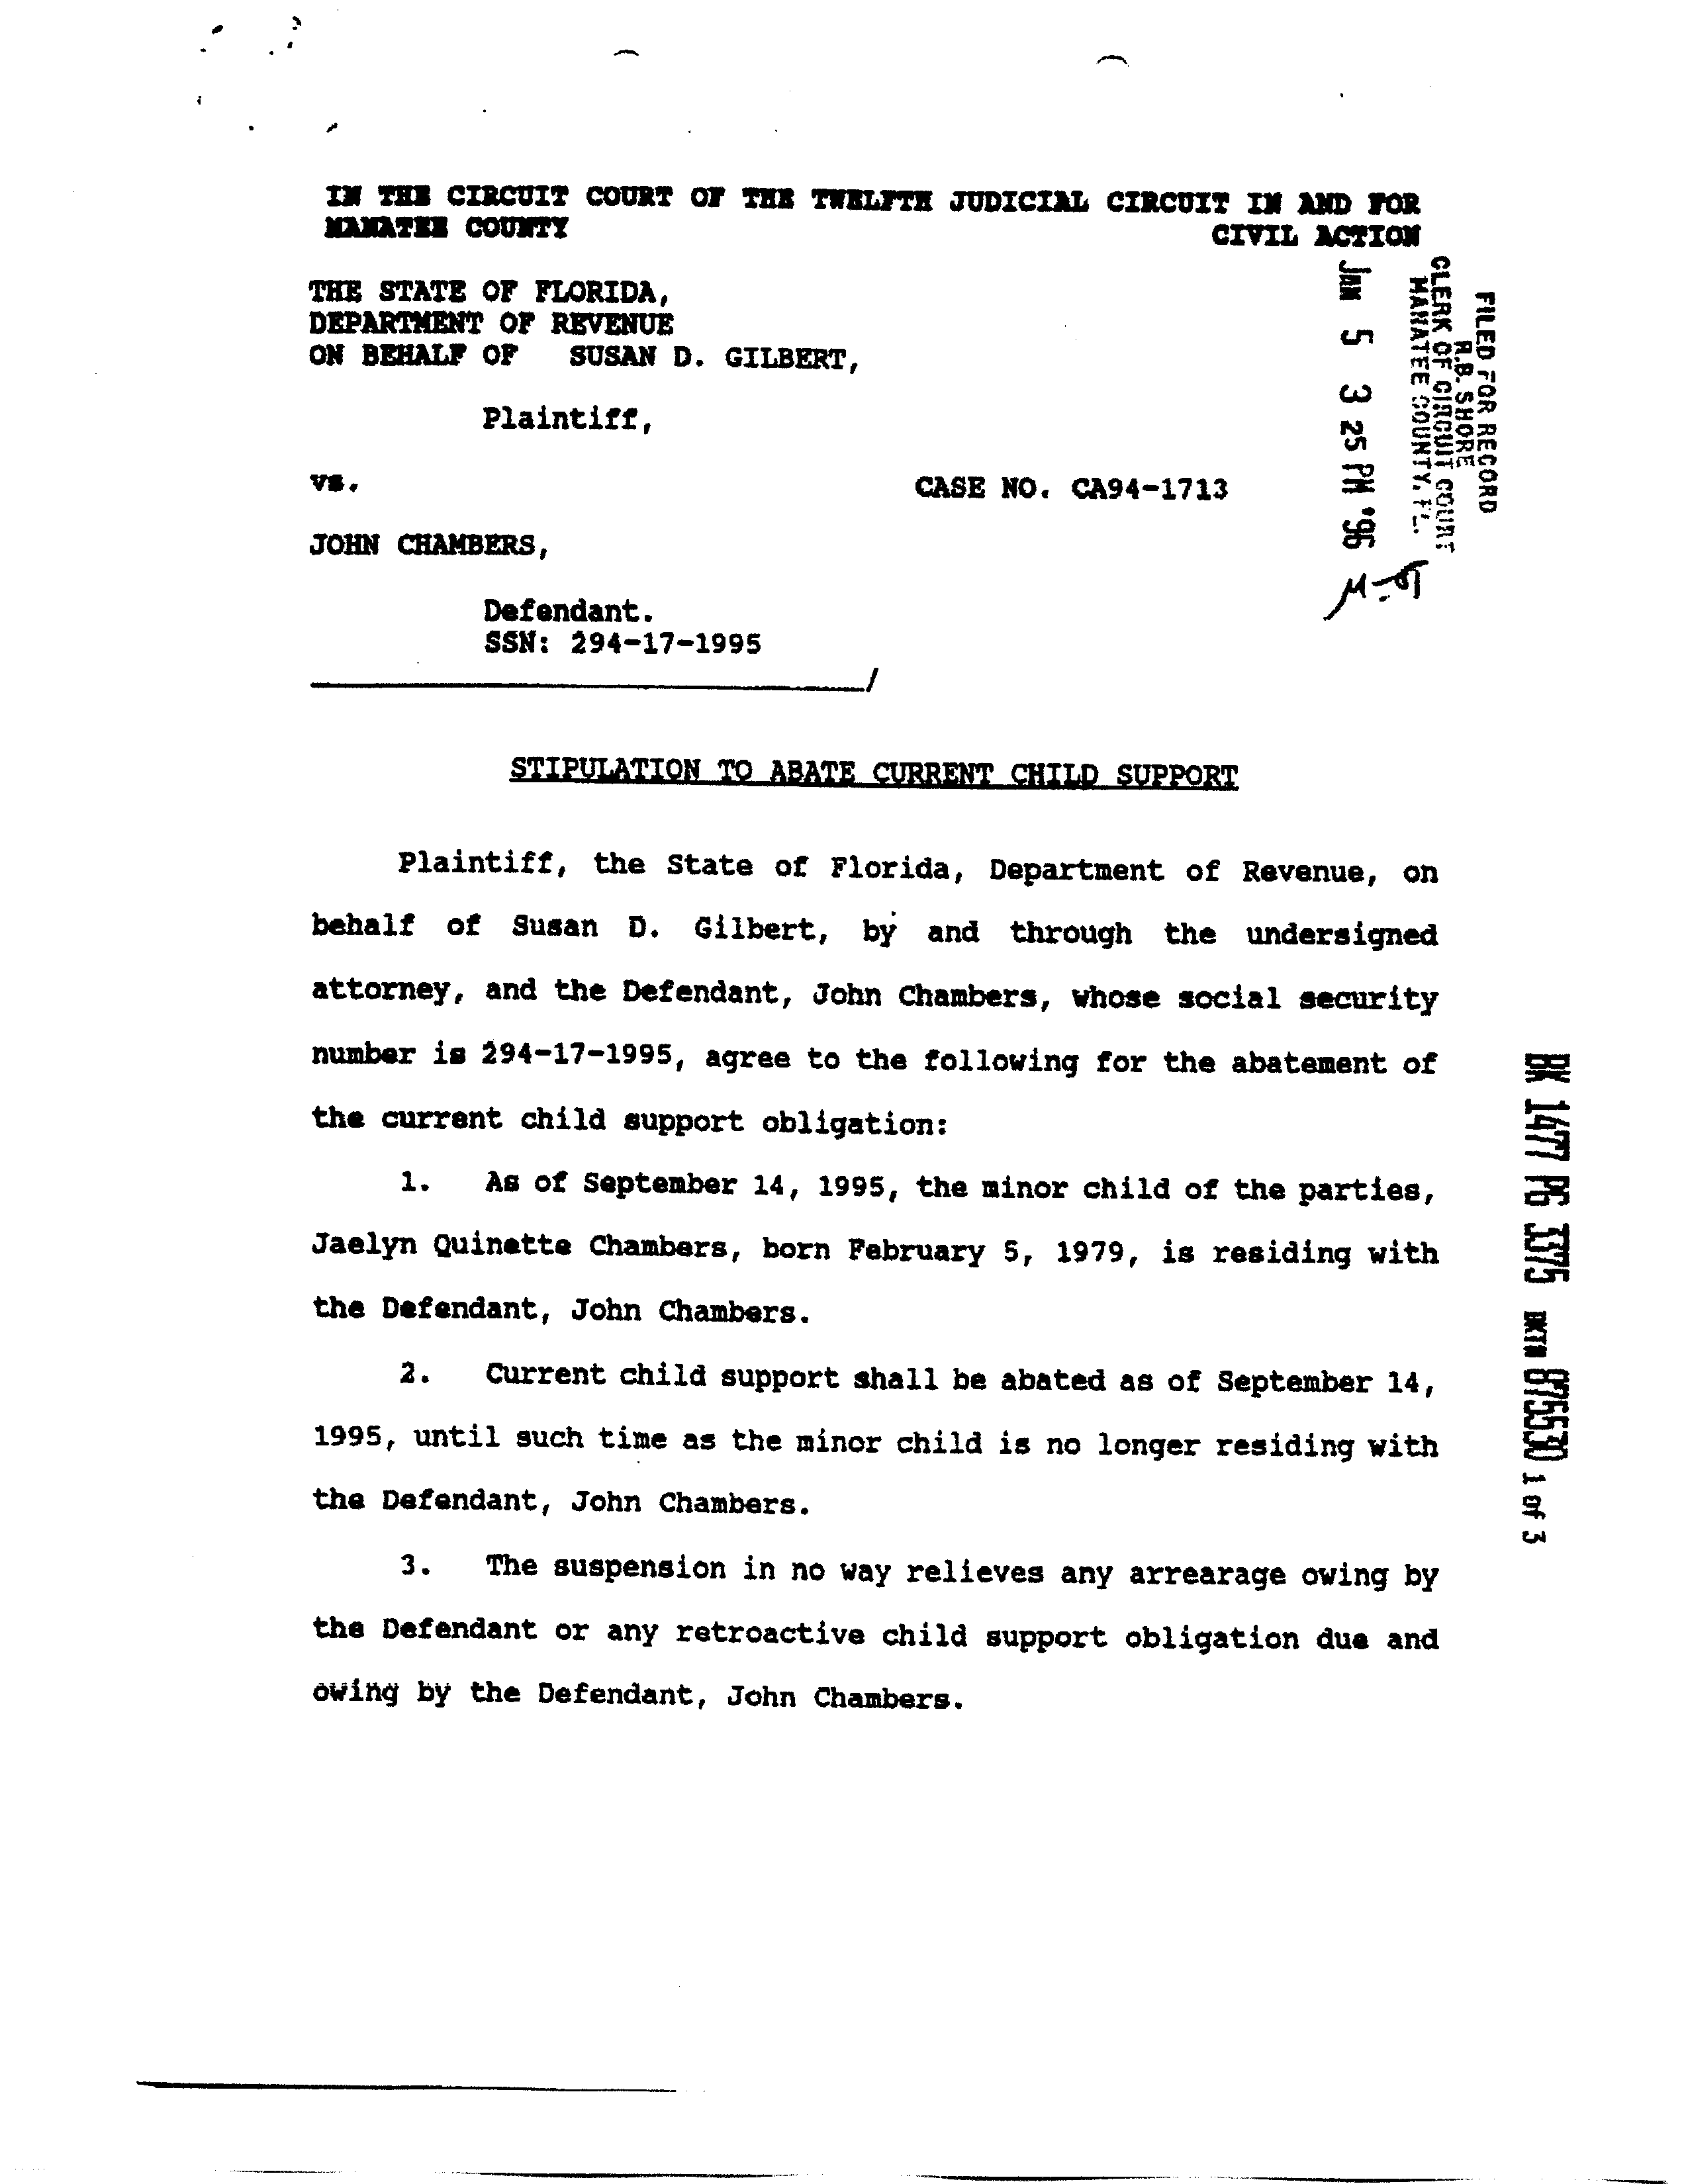 IN THE CIRCUIT COURT OF THE TWELFTH JUDICIAL CIRCUIT IN AND FOR
MANATEE COUNTY CIVIL ACTION
THE STATE OF FLORIDA,
DEPARTMENT OF REVENUE
ON BEHALF OF SUSAN D. GILBERT,
Plaintiff,
vs. CASE NO. CA94-1713
JOHN CHAMBERS,
Defendant.
SSN: 294-17-1995
/
FILED FOR RECORD
R.B. SHORE
CLERK OF CIRCUIT COURT
MANATEE COUNTY, FL.
JAN 5 3 25 PM '96
STIPULATION TO ABATE CURRENT CHILD SUPPORT
Plaintiff, the State of Florida, Department of Revenue, on
behalf of Susan D. Gilbert, by and through the undersigned
attorney, and the Defendant, John Chambers, whose social security
number is 294-17-1995, agree to the following for the abatement of
the current child support obligation:
1. As of September 14, 1995, the minor child of the parties,
Jaelyn Quinette Chambers, born February 5, 1979, is residing with
the Defendant, John Chambers.
2. Current child support shall be abated as of September 14,
1995, until such time as the minor child is no longer residing with
the Defendant, John Chambers.
3. The suspension in no way relieves any arrearage owing by
the Defendant or any retroactive child support obligation due and
owing by the Defendant, John Chambers.
BK 1477 PG 3375 DKT# 875530 1 of 3